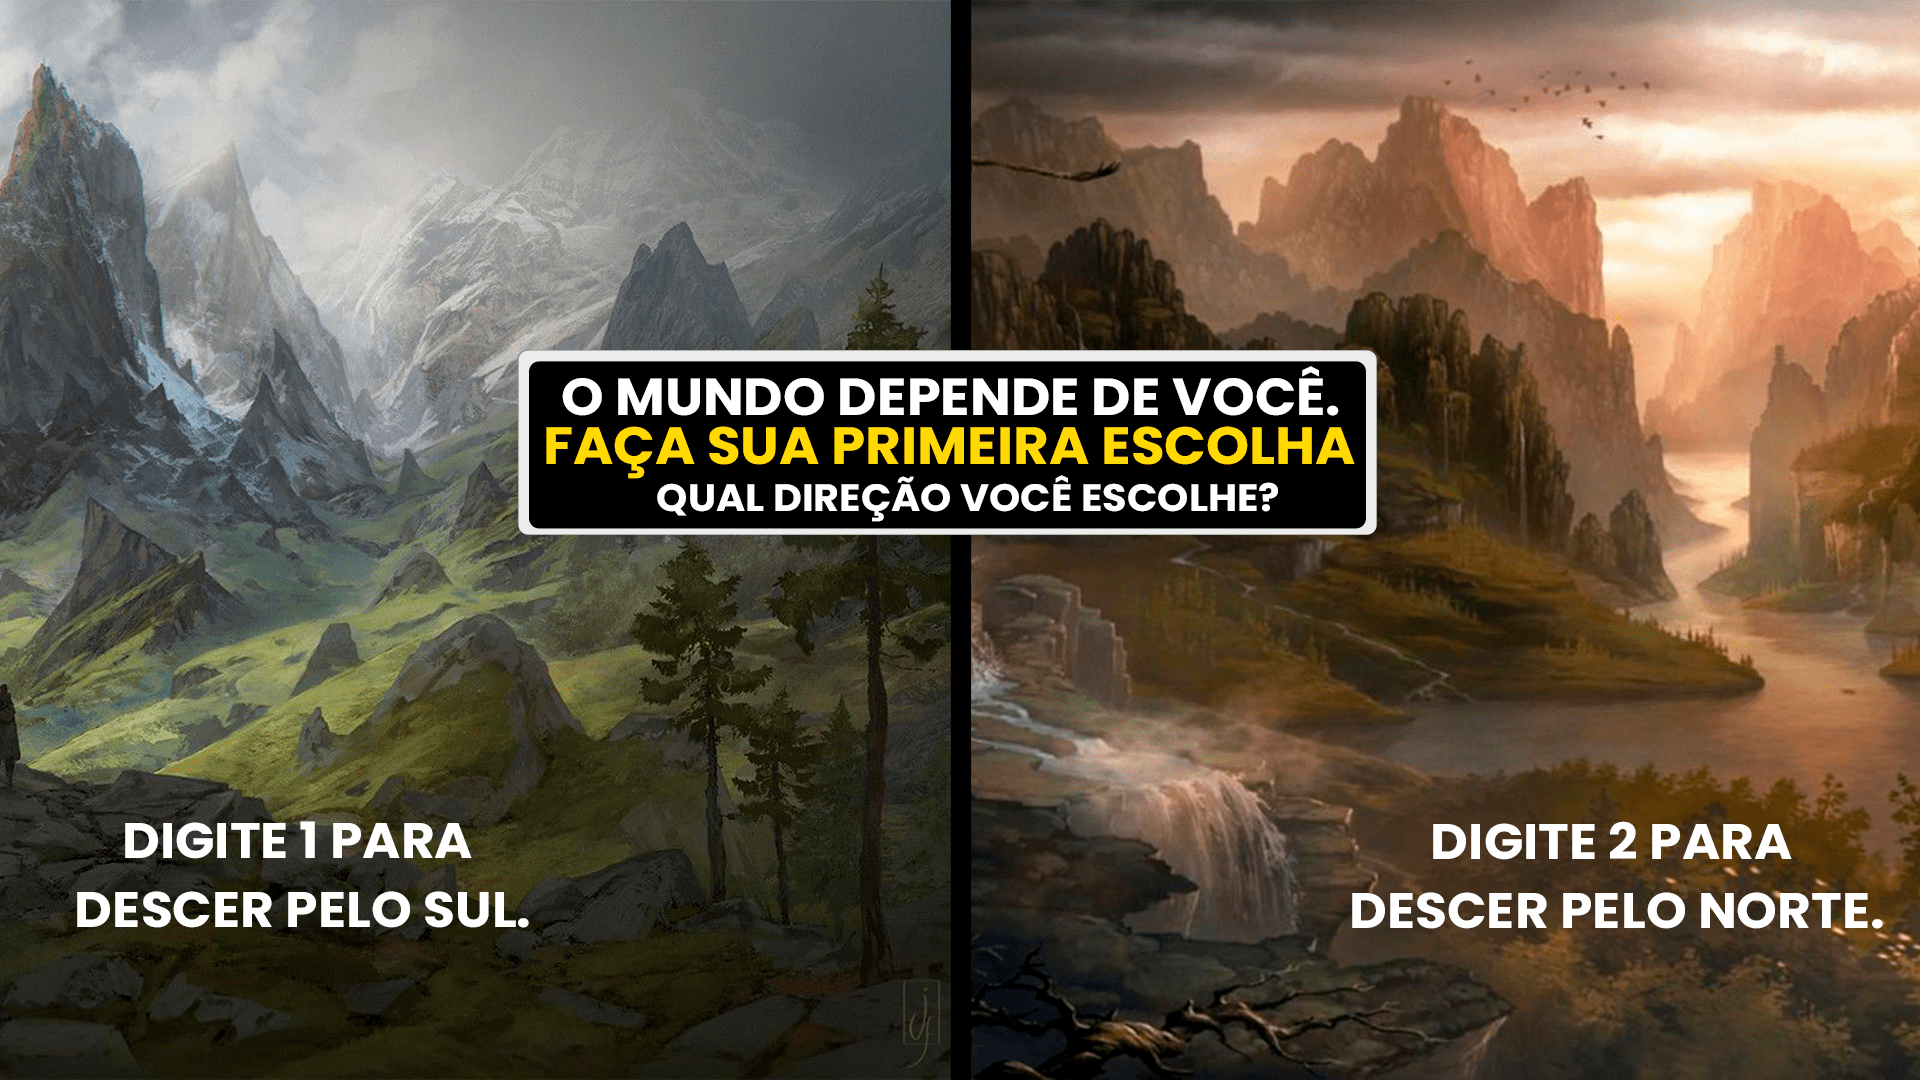 O MUNDO DEPENDE DE VOCÊ.
FAÇA SUA PRIMEIRA ESCOLHA
QUAL DIREÇÃO VOCÊ ESCOLHE?
DIGITE 1 PARA
DESCER PELO SUL.
DIGITE 2 PARA
DESCER PELO NORTE.